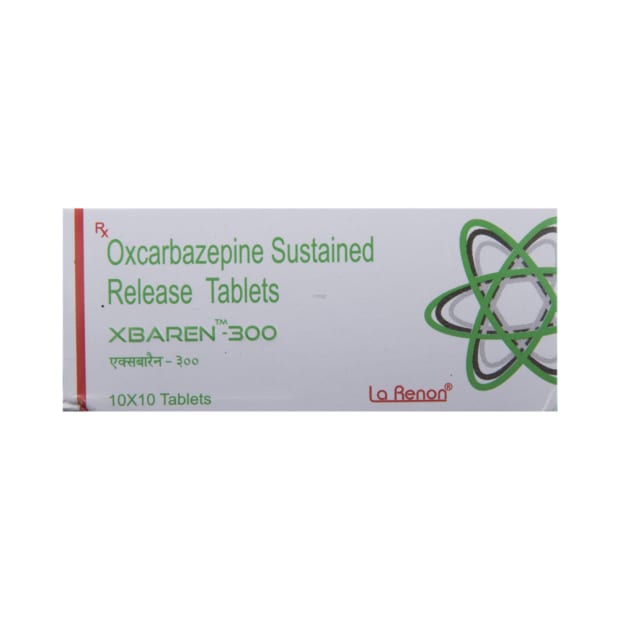 Rx
Oxcarbazepine Sustained
Release Tablets
XBAREN™-300
एक्सबारैन - ३००
10X10 Tablets
La Renon®